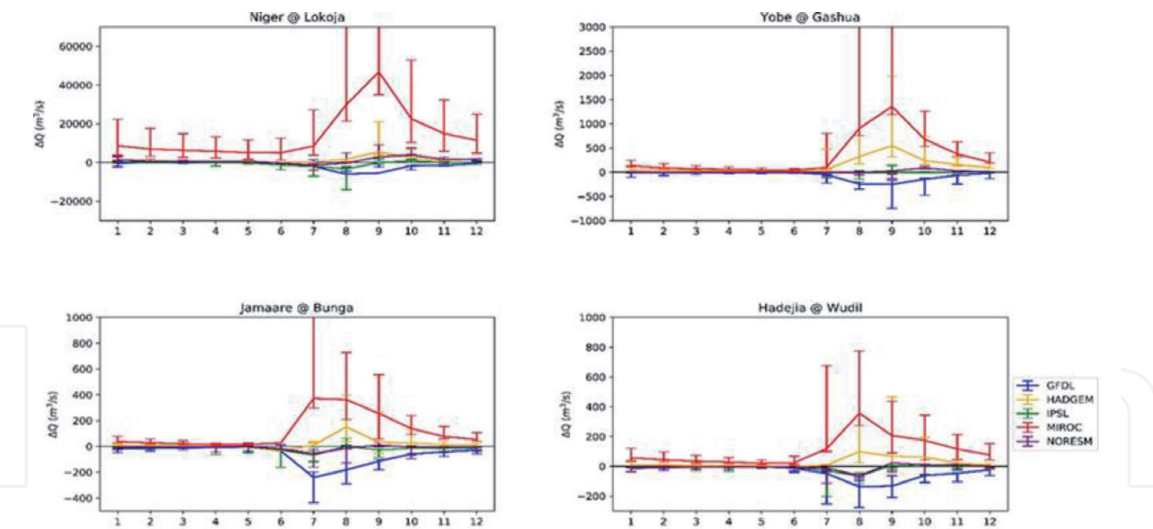 Niger @ Lokoja
60000
40000
20000
0
−20000
ΔQ (m³/s)
1 2 3 4 5 6 7 8 9 10 11 12
Yobe @ Gashua
3000
2500
2000
1500
1000
500
0
−500
−1000
ΔQ (m³/s)
1 2 3 4 5 6 7 8 9 10 11 12
Jamaare @ Bunga
1000
800
600
400
200
0
−200
−400
ΔQ (m³/s)
1 2 3 4 5 6 7 8 9 10 11 12
Hadejia @ Wudil
1000
800
600
400
200
0
−200
ΔQ (m³/s)
1 2 3 4 5 6 7 8 9 10 11 12
GFDL
HADGEM
IPSL
MIROC
NORESM